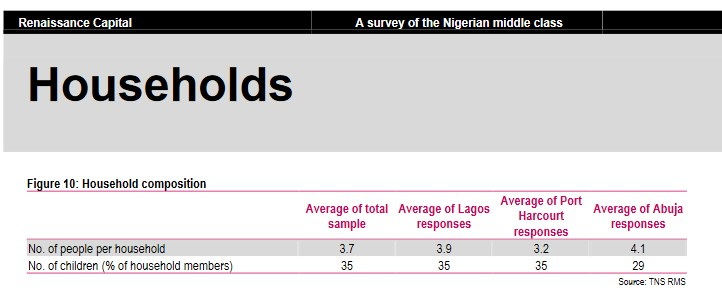 Renaissance Capital A survey of the Nigerian middle class
Households
Figure 10: Household composition
Average of total sample Average of Lagos responses Average of Port Harcourt responses Average of Abuja responses
No. of people per household 3.7 3.9 3.2 4.1
No. of children (% of household members) 35 35 35 29
Source: TNS RMS